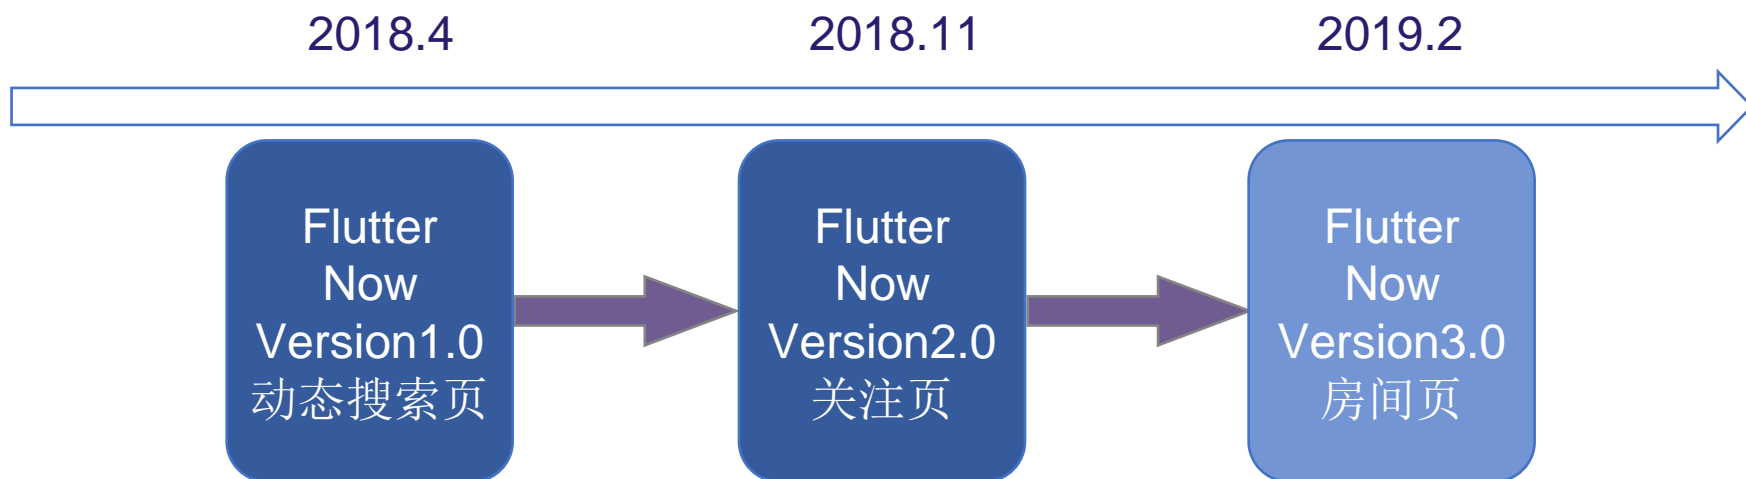 2018.4
2018.11
2019.2
Flutter
Now
Version1.0
动态搜索页
Flutter
Now
Version2.0
关注页
Flutter
Now
Version3.0
房间页